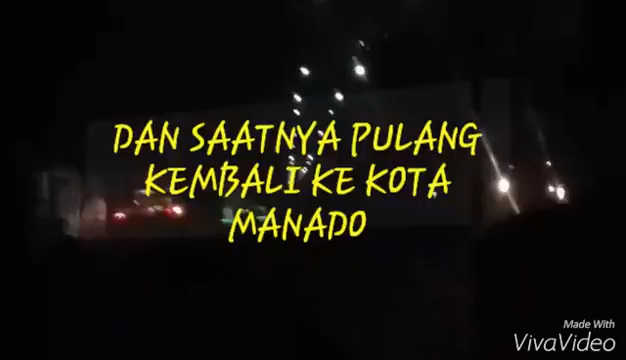 DAN SAATNYA PULANG
KEMBALI KE KOTA
MANADO
Made With
VivaVideo